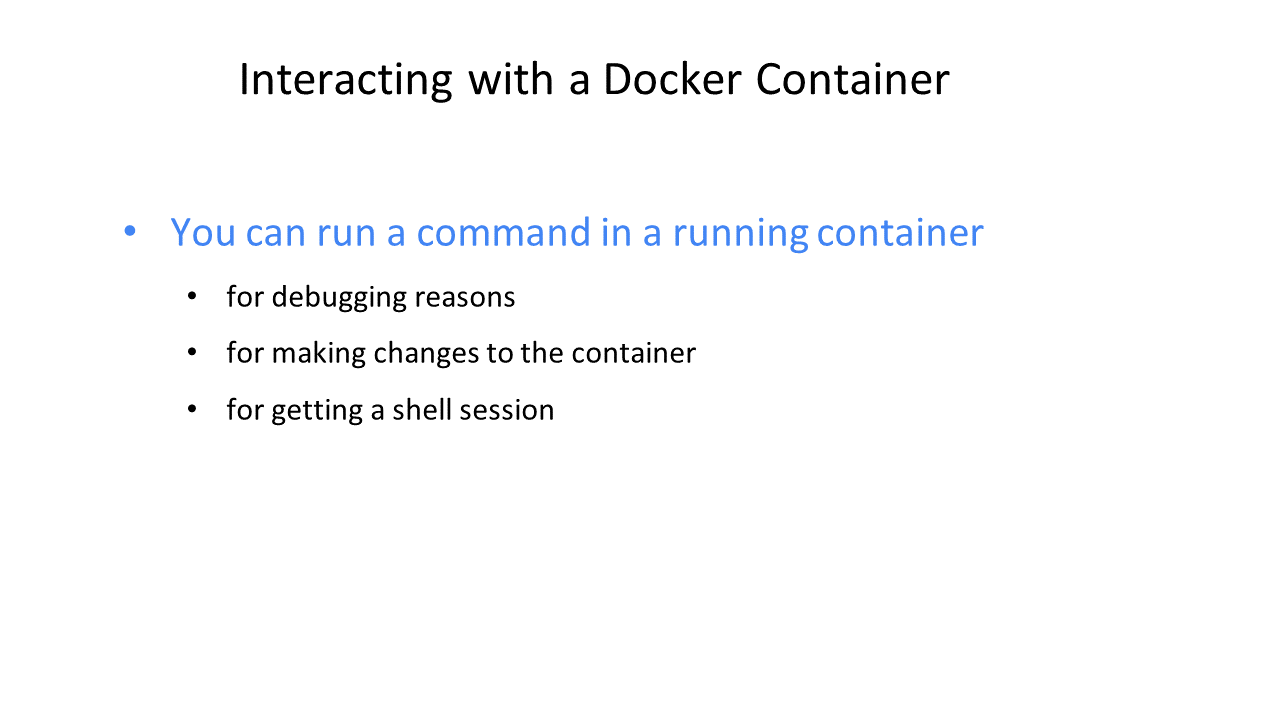 Interacting with a Docker Container
• You can run a command in a running container
• for debugging reasons
• for making changes to the container
• for getting a shell session